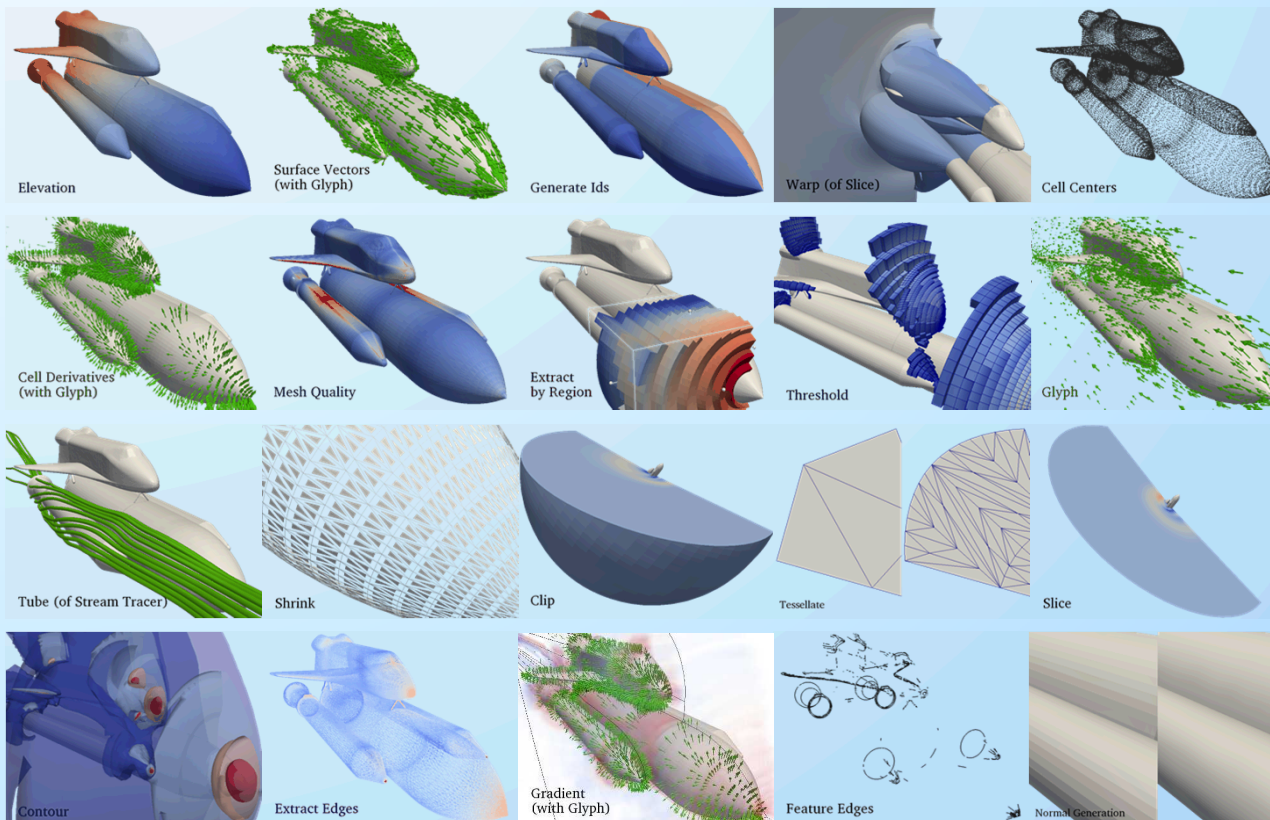 Elevation
Surface Vectors
(with Glyph)
Generate Ids
Warp (of Slice)
Cell Centers
Cell Derivatives
(with Glyph)
Mesh Quality
Extract
by Region
Threshold
Glyph
Tube (of Stream Tracer)
Shrink
Clip
Tessellate
Slice
Contour
Extract Edges
Gradient
(with Glyph)
Feature Edges
Normal Generation